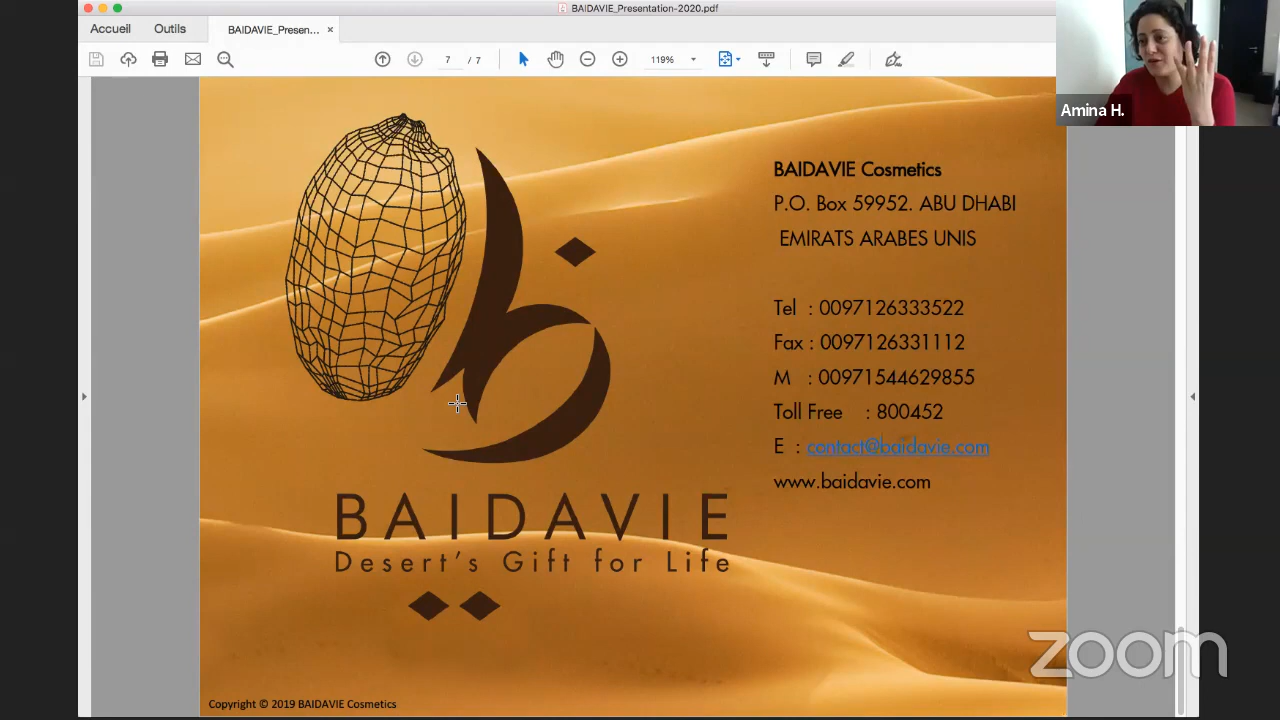 BAIDAVIE_Presentation-2020.pdf
Accueil
Outils
BAIDAVIE_Presen... ×
7 / 7
119%
Amina H.
BAIDAVIE Cosmetics
P.O. Box 59952. ABU DHABI
EMIRATS ARABES UNIS
Tel : 0097126333522
Fax : 0097126331112
M : 00971544629855
Toll Free : 800452
E : contact@baidavie.com
www.baidavie.com
BAIDAVIE
Desert's Gift for Life
zoom
Copyright © 2019 BAIDAVIE Cosmetics